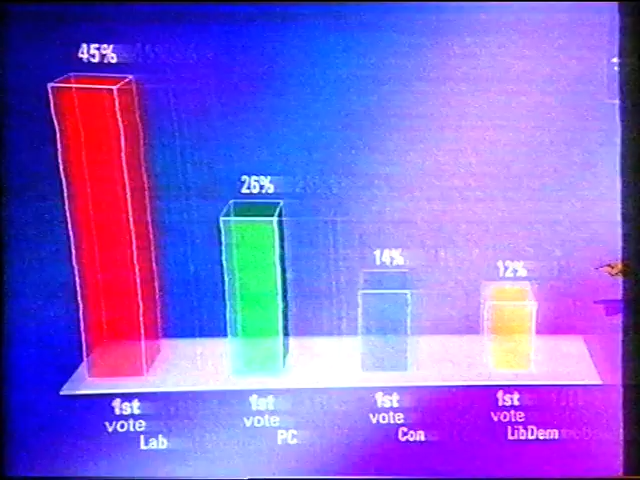 45%
26%
14%
12%
1st 1st 1st 1st
vote vote vote vote
Lab PC Con LibDem